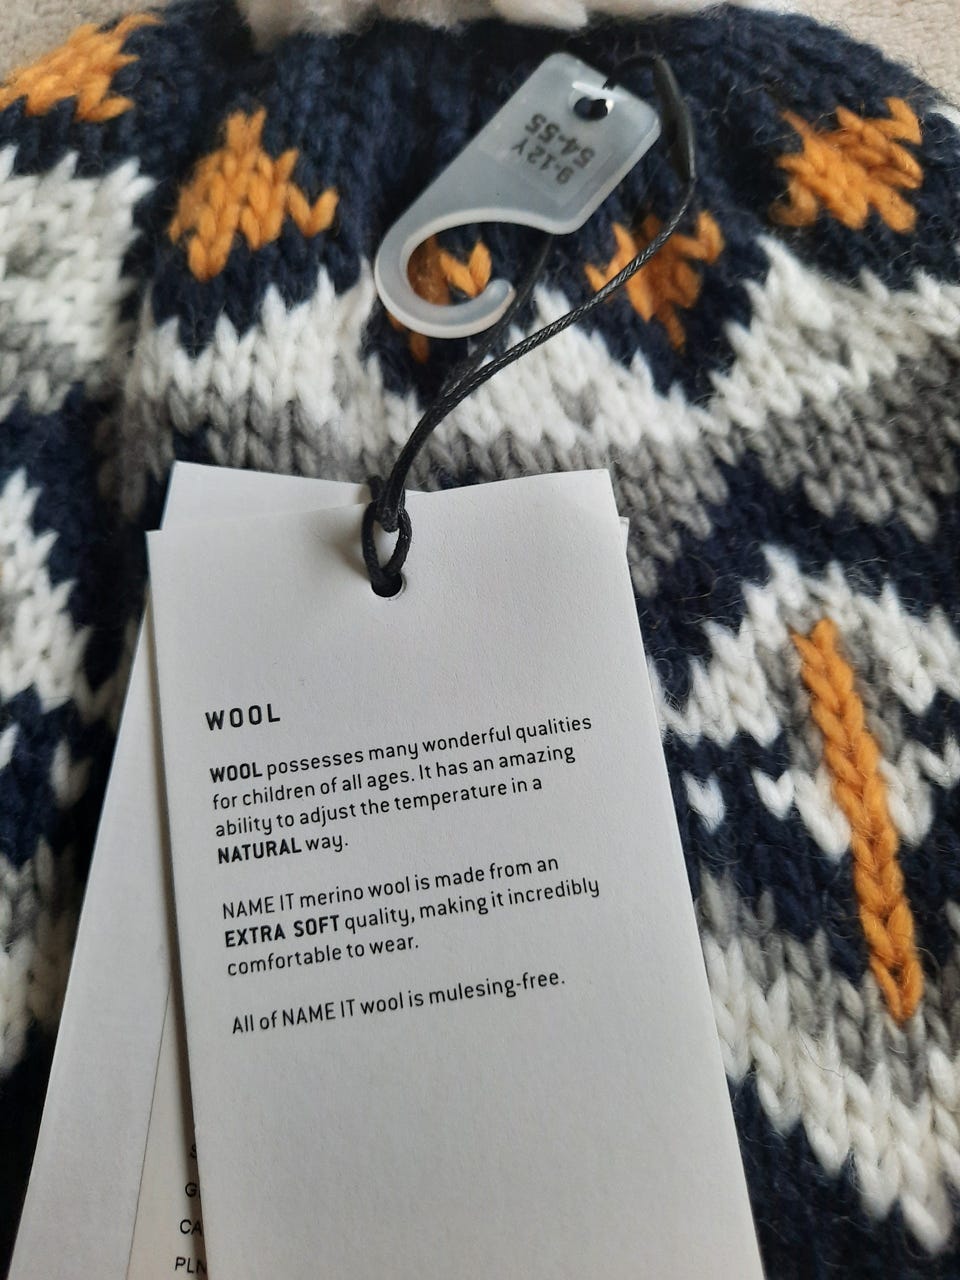 9-12 Y
54-55
WOOL
WOOL possesses many wonderful qualities
for children of all ages. It has an amazing
ability to adjust the temperature in a
NATURAL way.
NAME IT merino wool is made from an
EXTRA SOFT quality, making it incredibly
comfortable to wear.
All of NAME IT wool is mulesing-free.